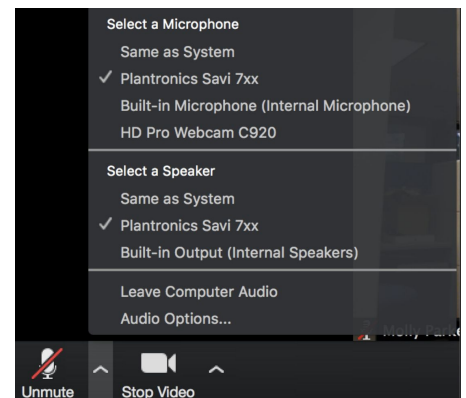 Select a Microphone
Same as System
✓ Plantronics Savi 7xx
Built-in Microphone (Internal Microphone)
HD Pro Webcam C920
Select a Speaker
Same as System
✓ Plantronics Savi 7xx
Built-in Output (Internal Speakers)
Leave Computer Audio
Audio Options...
Molly Parke
Unmute
Stop Video